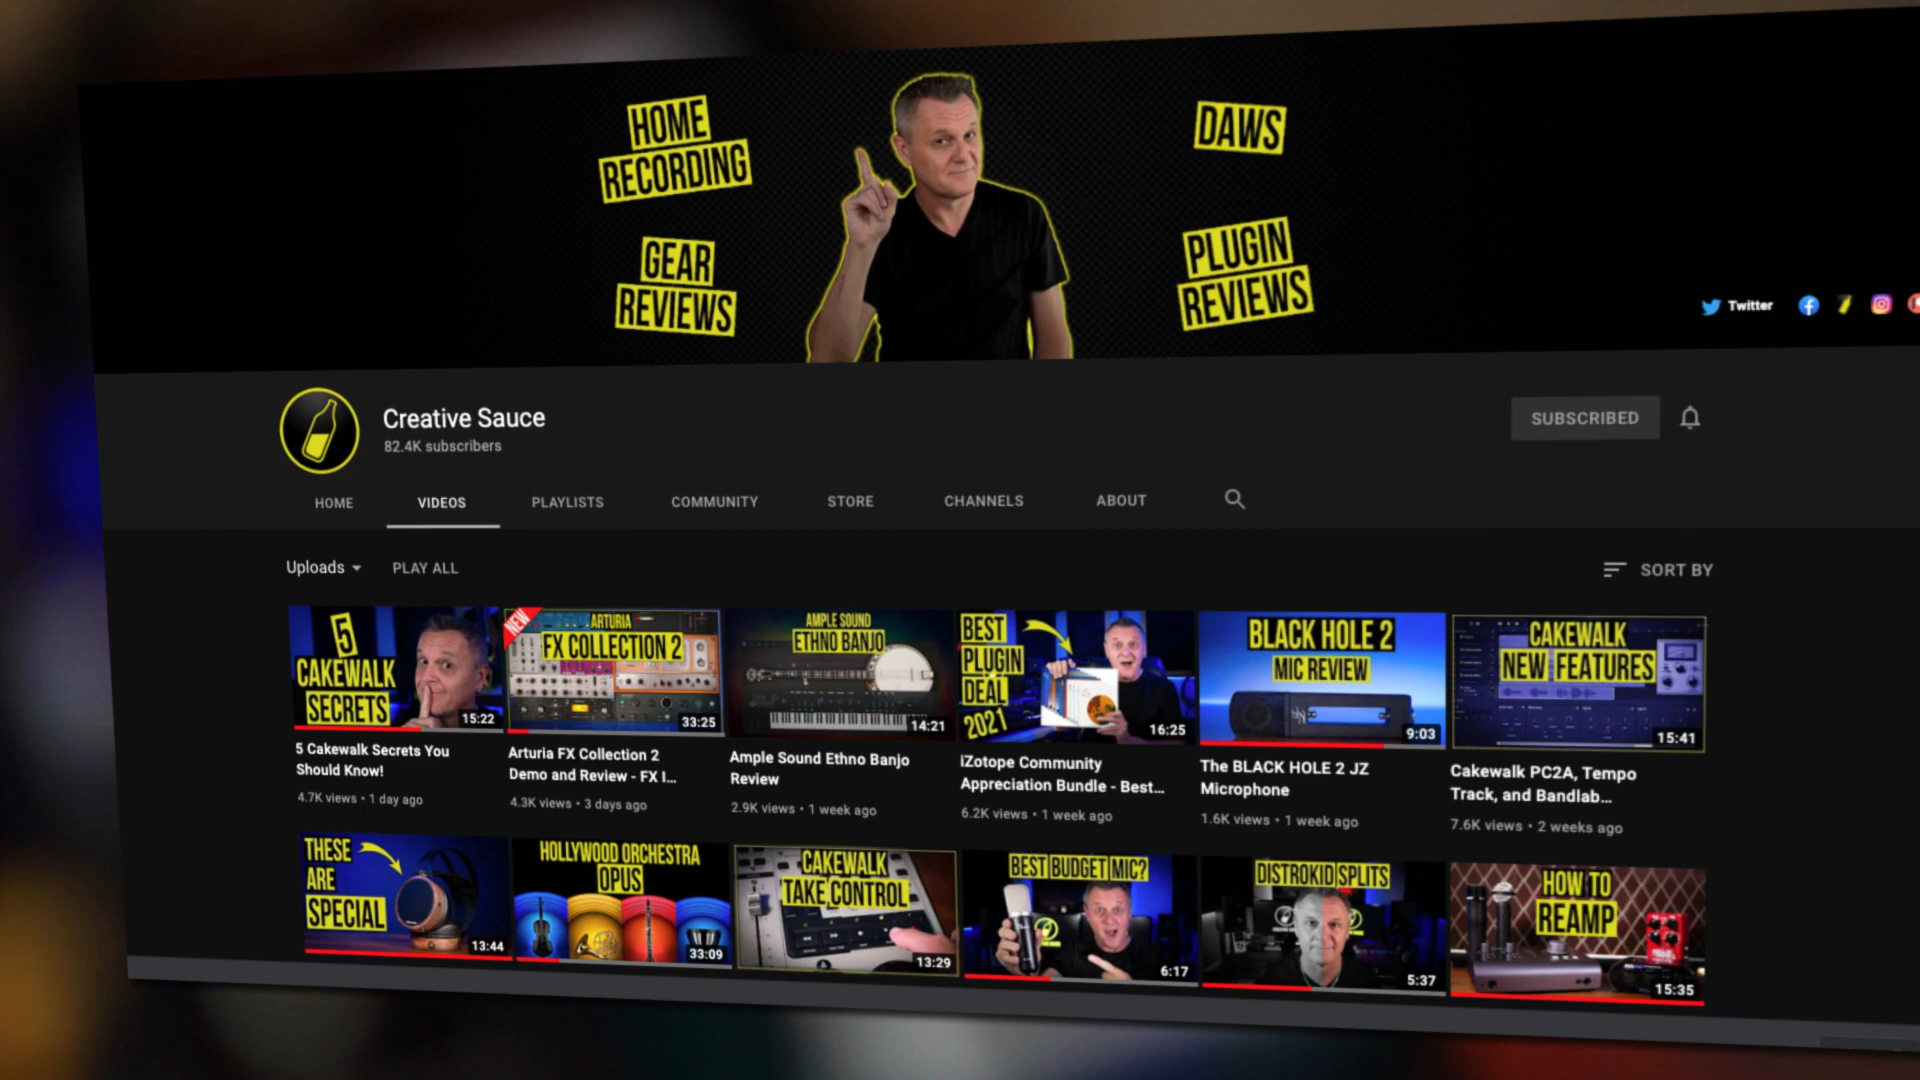 HOME
RECORDING
DAWS
GEAR
REVIEWS
PLUGIN
REVIEWS
Twitter
Creative Sauce
82.4K subscribers
SUBSCRIBED
HOME
VIDEOS
PLAYLISTS
COMMUNITY
STORE
CHANNELS
ABOUT
Uploads
PLAY ALL
SORT BY
5
CAKEWALK
SECRETS
15:22
5 Cakewalk Secrets You
Should Know!
4.7K views • 1 day ago
NEW
ARTURIA
FX COLLECTION 2
33:25
Arturia FX Collection 2
Demo and Review - FX I...
4.3K views • 3 days ago
AMPLE SOUND
ETHNO BANJO
14:21
Ample Sound Ethno Banjo
Review
2.9K views • 1 week ago
BEST
PLUGIN
DEAL
2021
16:25
iZotope Community
Appreciation Bundle - Best...
6.2K views • 1 week ago
BLACK HOLE 2
MIC REVIEW
9:03
The BLACK HOLE 2 JZ
Microphone
1.6K views • 1 week ago
CAKEWALK
NEW FEATURES
15:41
Cakewalk PC2A, Tempo
Track, and Bandlab...
7.6K views • 2 weeks ago
THESE
ARE
SPECIAL
13:44
HOLLYWOOD ORCHESTRA
OPUS
33:09
CAKEWALK
TAKE CONTROL
13:29
BEST BUDGET MIC?
6:17
DISTROKID SPLITS
5:37
HOW TO
REAMP
15:35